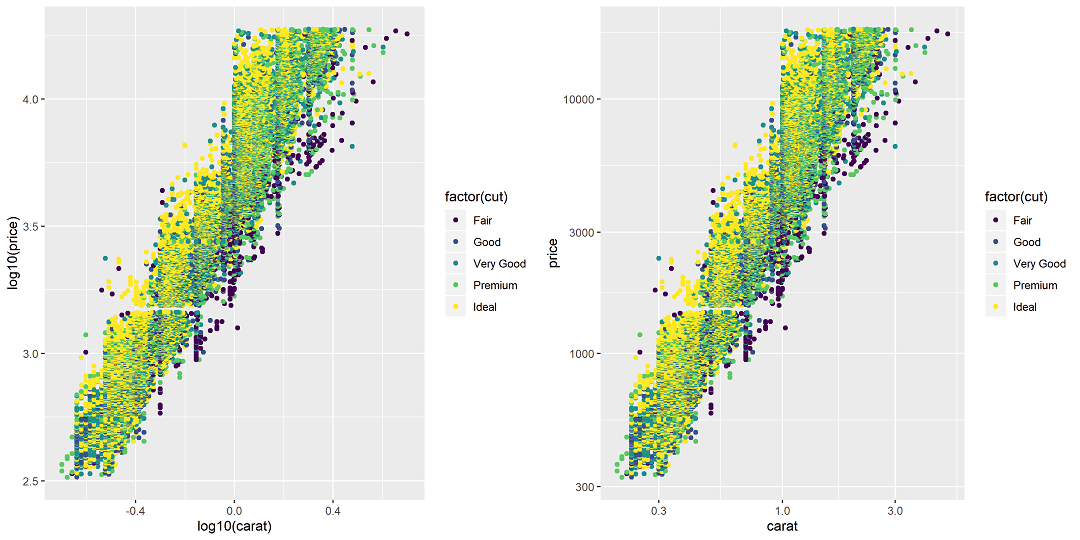 log10(price)
4.0
3.5
3.0
2.5
-0.4
0.0
0.4
log10(carat)
factor(cut)
Fair
Good
Very Good
Premium
Ideal
price
10000
3000
1000
300
0.3
1.0
3.0
carat
factor(cut)
Fair
Good
Very Good
Premium
Ideal